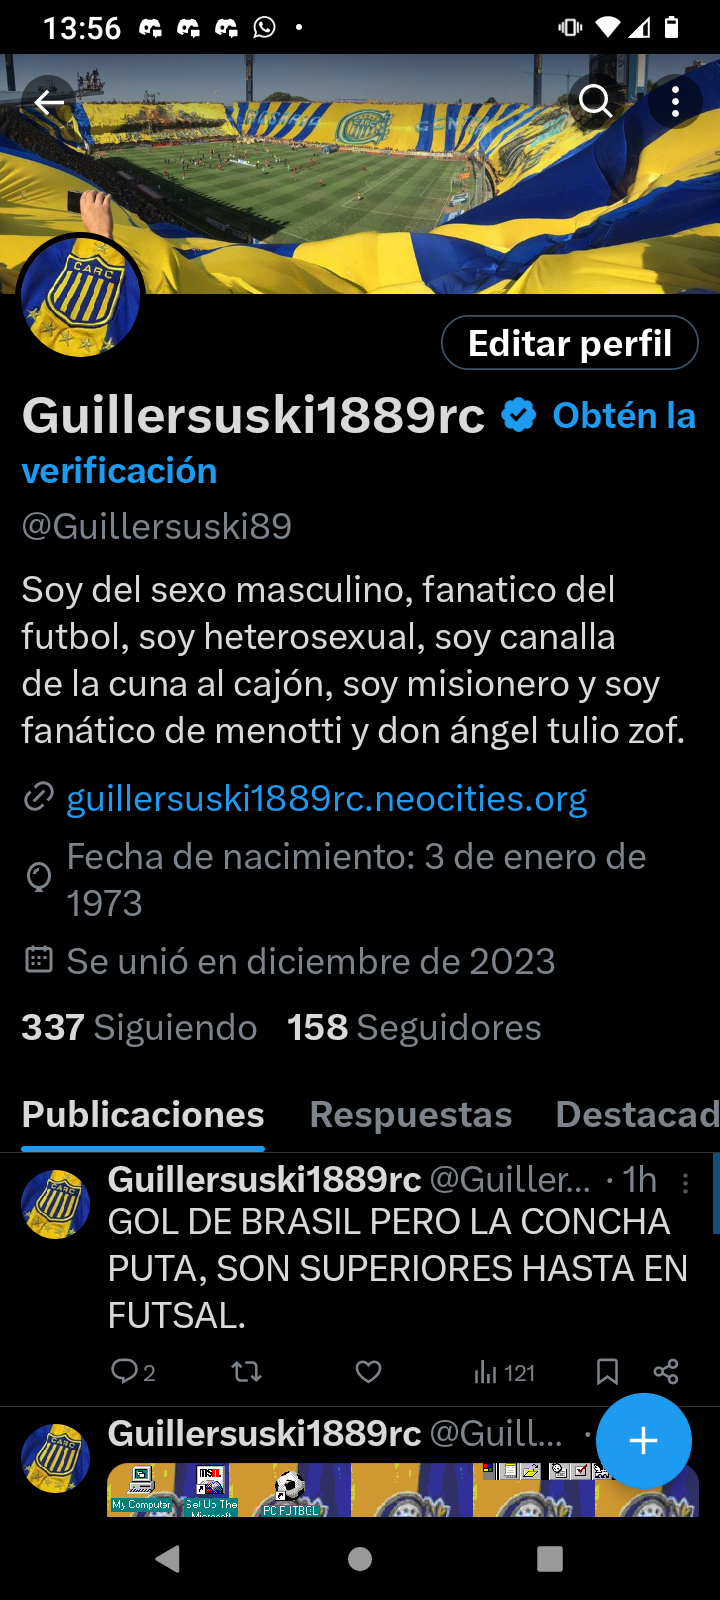 13:56
CARC
Editar perfil
Guillersuski1889rc Obtén la
verificación
@Guillersuski89
Soy del sexo masculino, fanatico del
futbol, soy heterosexual, soy canalla
de la cuna al cajón, soy misionero y soy
fanático de menotti y don ángel tulio zof.
guillersuski1889rc.neocities.org
Fecha de nacimiento: 3 de enero de
1973
Se unió en diciembre de 2023
337 Siguiendo 158 Seguidores
Publicaciones Respuestas Destacad
Guillersuski1889rc @Guiller... · 1h
GOL DE BRASIL PERO LA CONCHA
PUTA, SON SUPERIORES HASTA EN
FUTSAL.
2 121
Guillersuski1889rc @Guill... ·
My Computer Set Up The PC FUTBOL
Microsoft